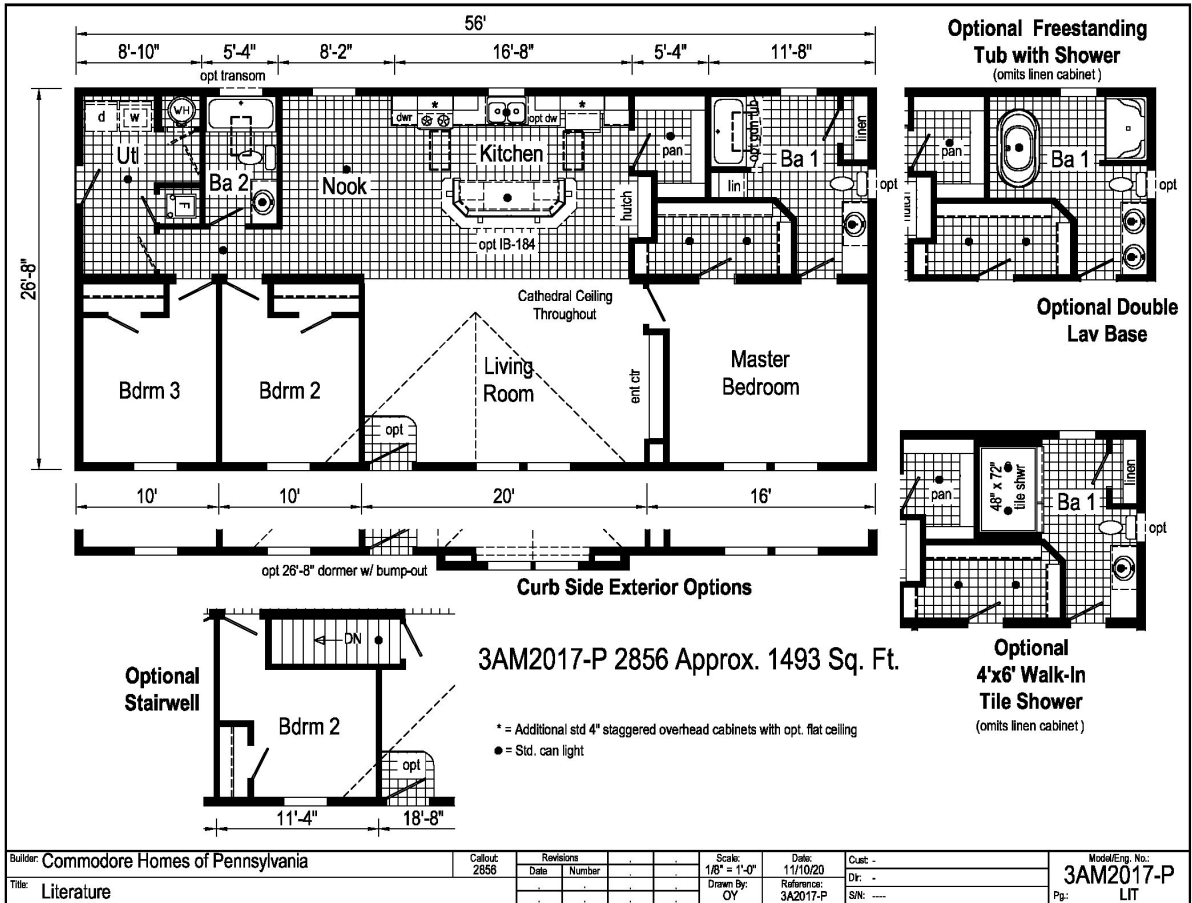 56'
8'-10"
5'-4"
8'-2"
16'-8"
5'-4"
11'-8"
opt transom
26'-8"
d
w
WH
Utl
F
Ba 2
Nook
dwr
*
opt dw
*
Kitchen
opt IB-184
hutch
pan
opt gdn tub
lin
Ba 1
linen
opt
Cathedral Ceiling
Throughout
Bdrm 3
Bdrm 2
Living
Room
opt
ent ctr
Master
Bedroom
10'
10'
20'
16'
opt 26'-8" dormer w/ bump-out
Curb Side Exterior Options
Optional Freestanding
Tub with Shower
(omits linen cabinet )
pan
Ba 1
opt
hutch
Optional Double
Lav Base
pan
48" x 72"
tile shwr
Ba 1
linen
opt
Optional
4'x6' Walk-In
Tile Shower
(omits linen cabinet )
Optional
Stairwell
DN
Bdrm 2
opt
11'-4"
18'-8"
3AM2017-P 2856 Approx. 1493 Sq. Ft.
* = Additional std 4" staggered overhead cabinets with opt. flat ceiling
● = Std. can light
Builder: Commodore Homes of Pennsylvania
Title: Literature
Callout:
2856
Revisions
Date Number
Scale:
1/8" = 1'-0"
Drawn By:
OY
Date:
11/10/20
Reference:
3A2017-P
Cust: -
Dir: -
S/N: ----
Model/Eng. No.:
3AM2017-P
Pg.: LIT